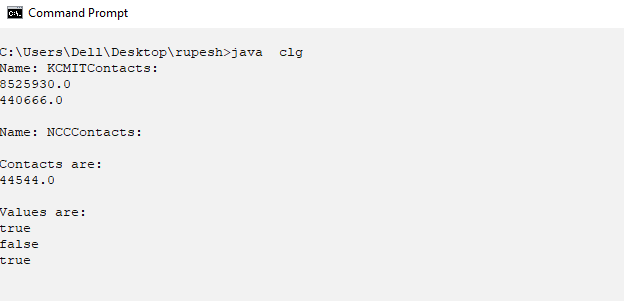 Command Prompt
C:\Users\Dell\Desktop\rupesh>java  clg
Name: KCMITContacts:
8525930.0
440666.0
Name: NCCContacts:
Contacts are:
44544.0
Values are:
true
false
true